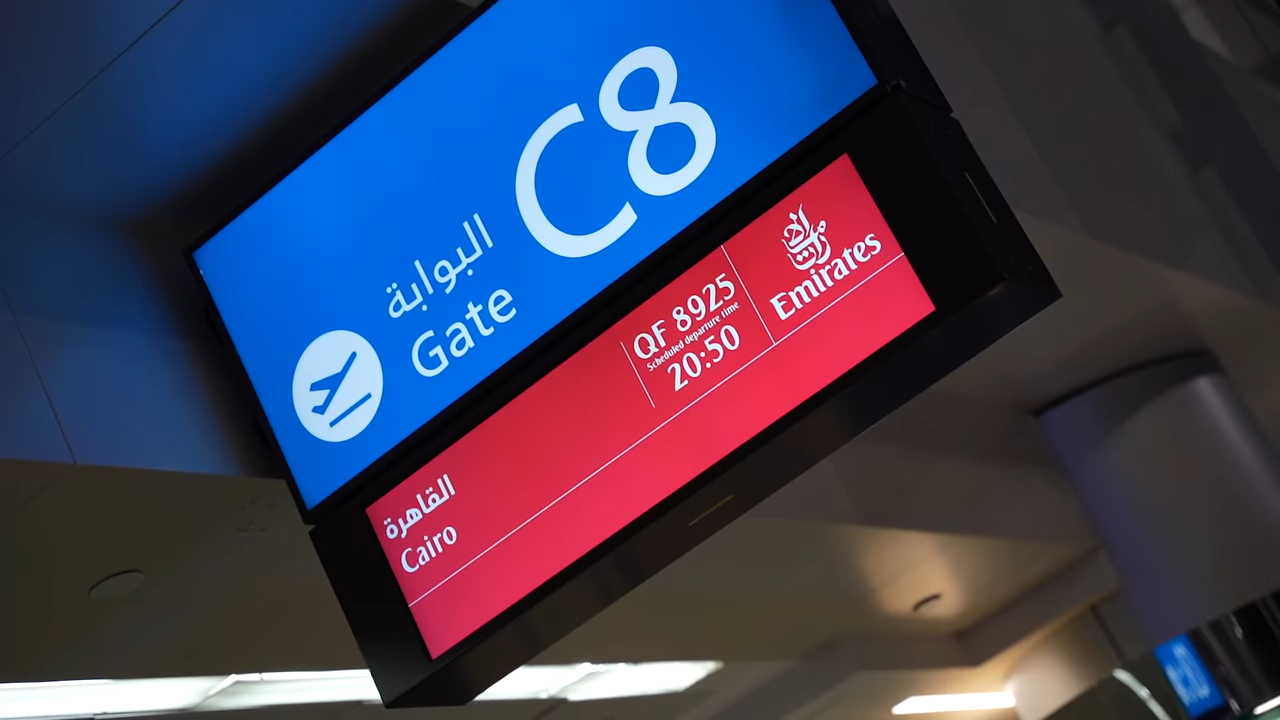 C8
البوابة
Gate
QF 8925
Scheduled departure time
20:50
Emirates
القاهرة
Cairo